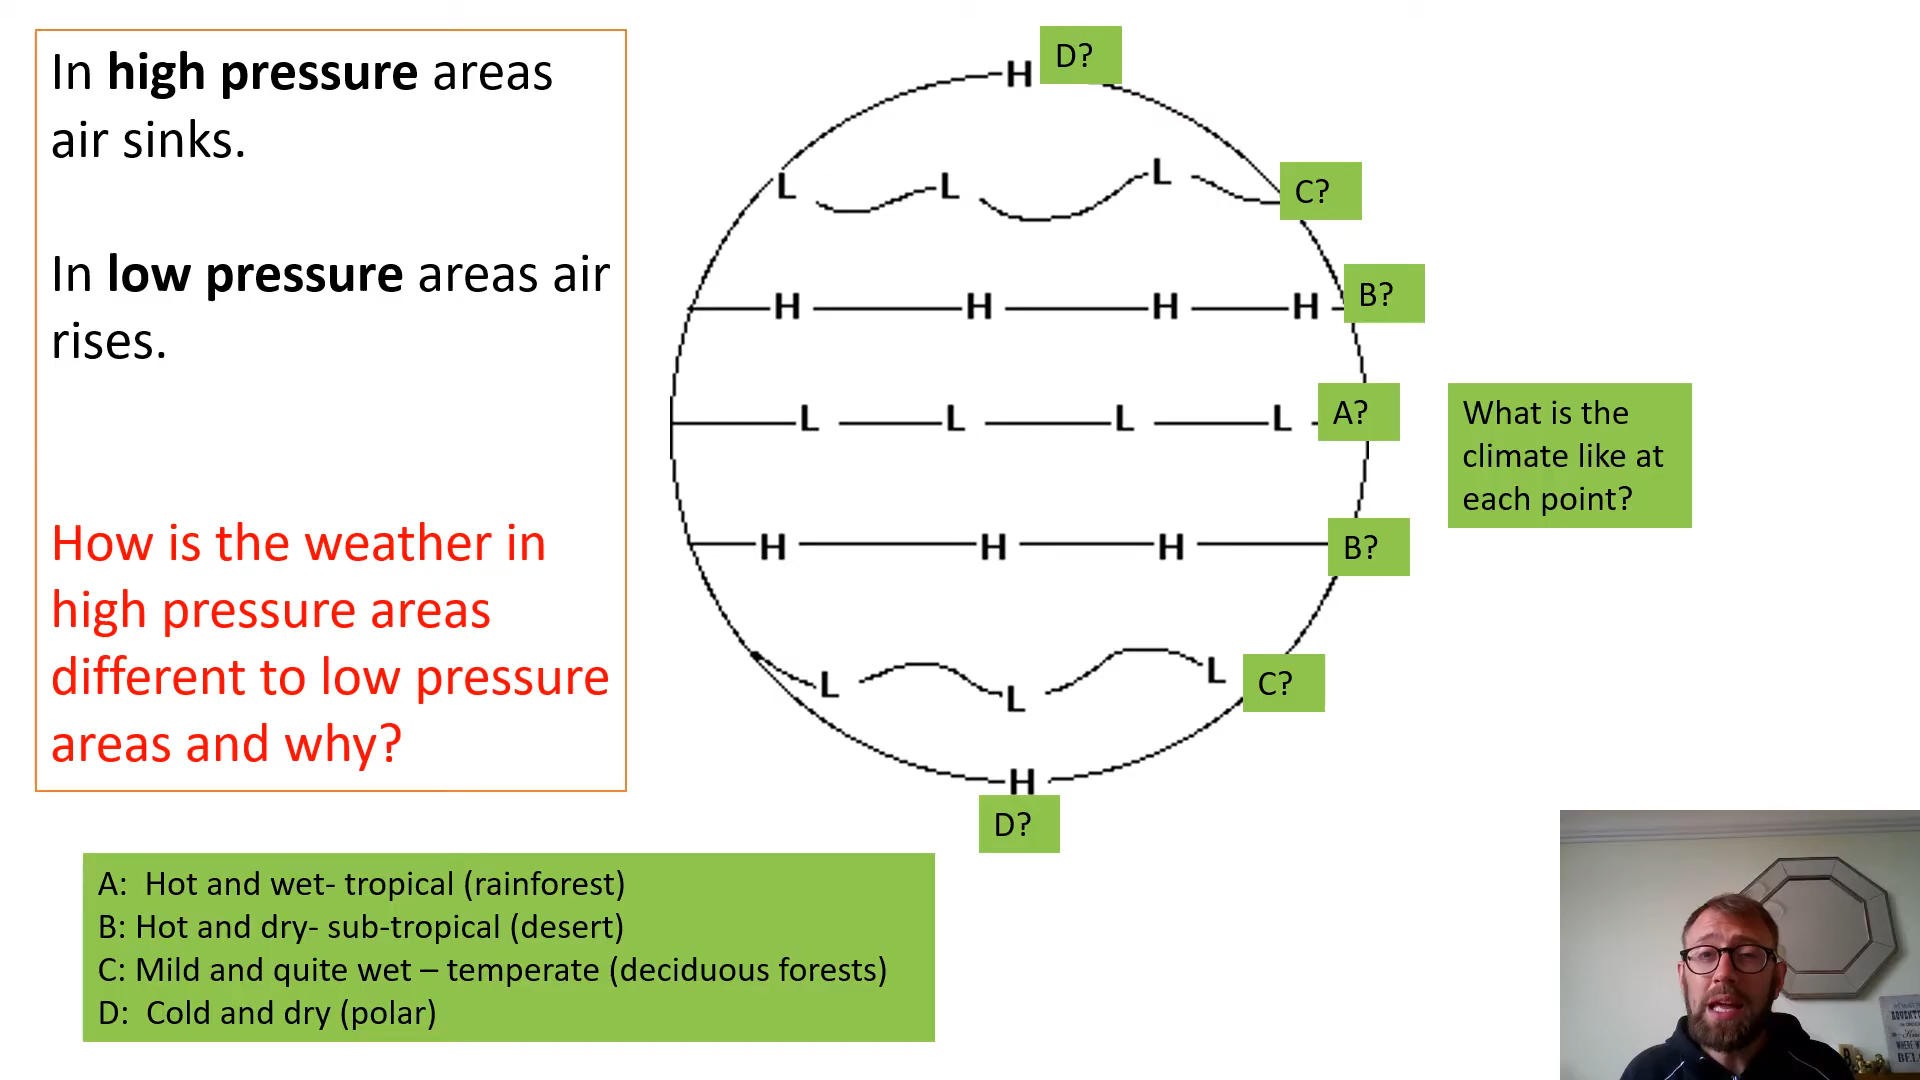 In high pressure areas
air sinks.
In low pressure areas air
rises.
How is the weather in
high pressure areas
different to low pressure
areas and why?
H D?
L L L C?
H H H H B?
L L L L A?
What is the
climate like at
each point?
H H H B?
L L L C?
H
D?
A: Hot and wet- tropical (rainforest)
B: Hot and dry- sub-tropical (desert)
C: Mild and quite wet – temperate (deciduous forests)
D: Cold and dry (polar)